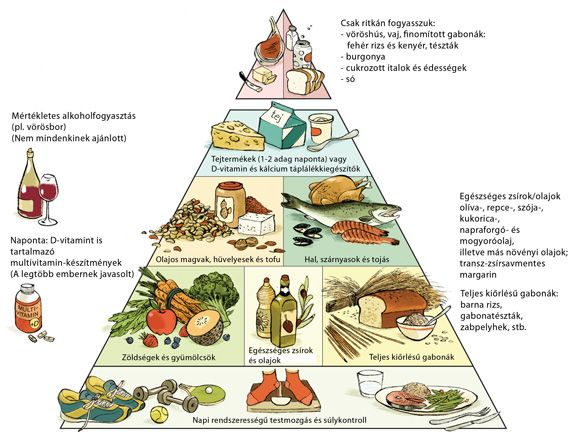 Csak ritkán fogyasszuk:
- vöröshús, vaj, finomított gabonák:
fehér rizs és kenyér, tészták
- burgonya
- cukrozott italok és édességek
- só
Mértékletes alkoholfogyasztás
(pl. vörösbor)
(Nem mindenkinek ajánlott)
tej
Tejtermékek (1-2 adag naponta) vagy
D-vitamin és kálcium táplálékkiegészítők
Egészséges zsírok/olajok
olíva-, repce-, szója-,
kukorica-,
napraforgó- és
mogyoróolaj,
illetve más növényi olajok;
transz-zsírsavmentes
margarin
Naponta: D-vitamint is
tartalmazó
multivitamin-készítmények
(A legtöbb embernek javasolt)
Olajos magvak, hüvelyesek és tofu
Hal, szárnyasok és tojás
Teljes kiőrlésű gabonák:
barna rizs,
gabonatészták,
zabpelyhek, stb.
MULTI-
VITAMIN
+D
Zöldségek és gyümölcsök
Egészséges zsírok
és olajok
Teljes kiőrlésű gabonák
Napi rendszerességű testmozgás és súlykontroll